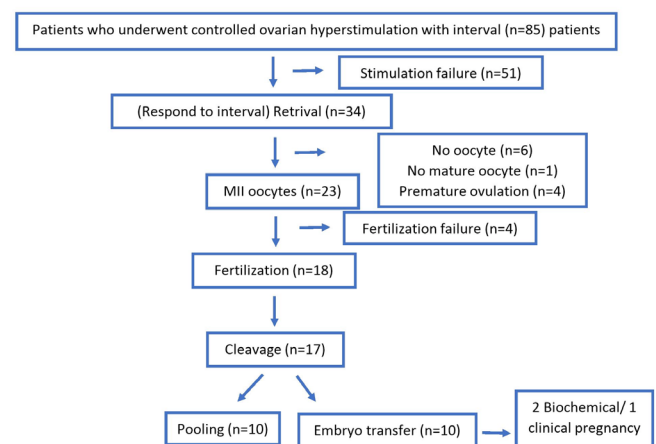 Patients who underwent controlled ovarian hyperstimulation with interval (n=85) patients
Stimulation failure (n=51)
(Respond to interval) Retrival (n=34)
No oocyte (n=6)
No mature oocyte (n=1)
Premature ovulation (n=4)
MII oocytes (n=23)
Fertilization failure (n=4)
Fertilization (n=18)
Cleavage (n=17)
Pooling (n=10)
Embryo transfer (n=10)
2 Biochemical/ 1
clinical pregnancy